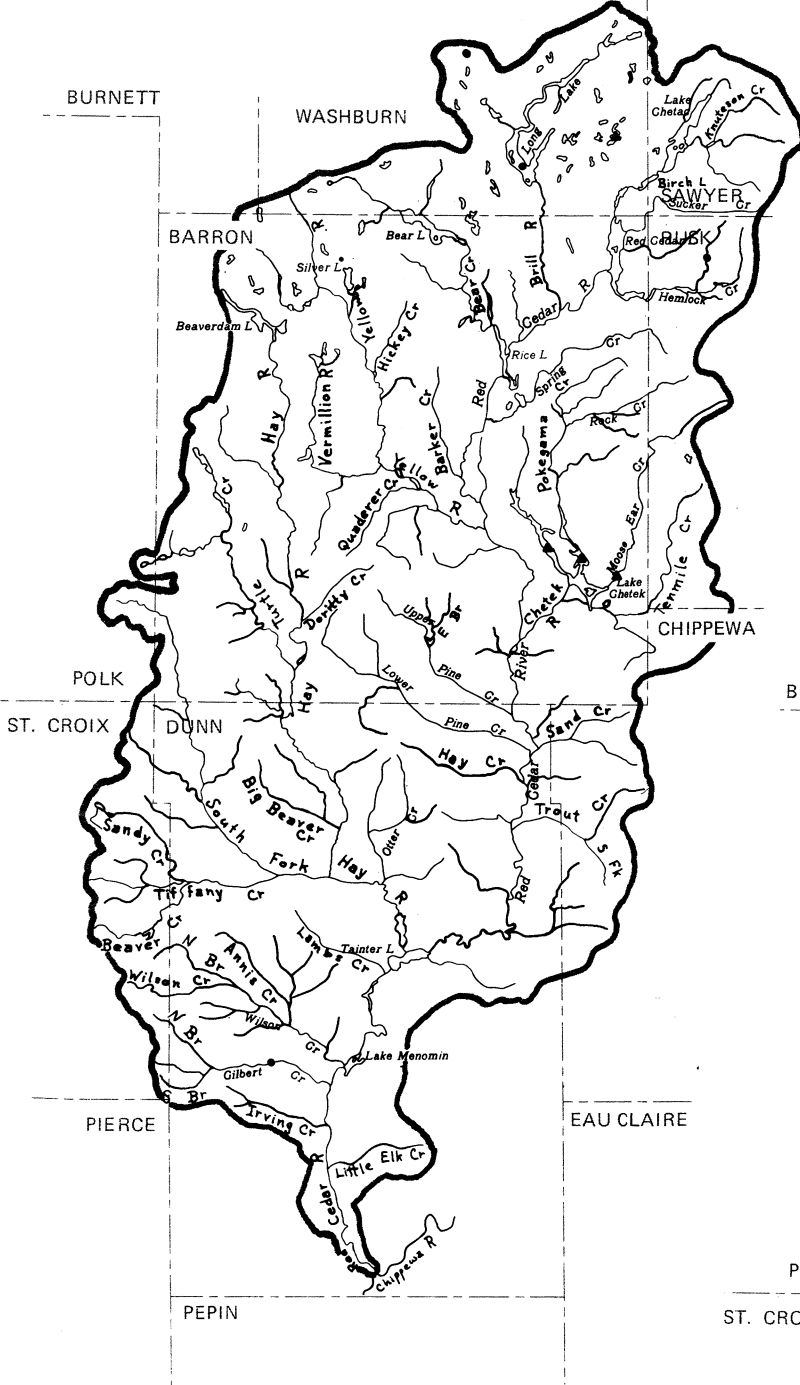 BURNETT
WASHBURN
Lake
Long
Lake
Chetac
Knuteson Cr
Birch L
SAWYER
Sucker Cr
BARRON
R
Bear L
Brill R
Red Cedar L
RUSK
Silver L
Yellow
Bear Cr
Hemlock Cr
Beaverdam L
Hickey Cr
Cedar R
Rice L
Cr
Hay R
Vermillion R
Barker Cr
Red
Spring
Cr
Rock Cr
Pokegama
Yellow
R
Quaderer Cr
Cr
Moose Ear Cr
Tenmile Cr
Turtle
R
Doritty Cr
Upper
E Br
Chetek
R
Lake
Chetek
CHIPPEWA
River
POLK
Hay
Lower
Pine Cr
B
ST. CROIX
DUNN
Pine Cr
Sand Cr
Hay Cr
Cedar
Big Beaver
Cr
South
Fork
Hay
R
Otter Cr
Trout Cr
S Fk
Sandy Cr
Tiffany Cr
Red
Beaver Cr
N Br
Annis Cr
Lambs Cr
Tainter L
Wilson Cr
N Br
Wilson
Cr
Lake Menomin
Gilbert Cr
S Br
PIERCE
Irving Cr
EAU CLAIRE
R
Little Elk Cr
Cedar
Red
Chippewa R
P
PEPIN
ST. CRO